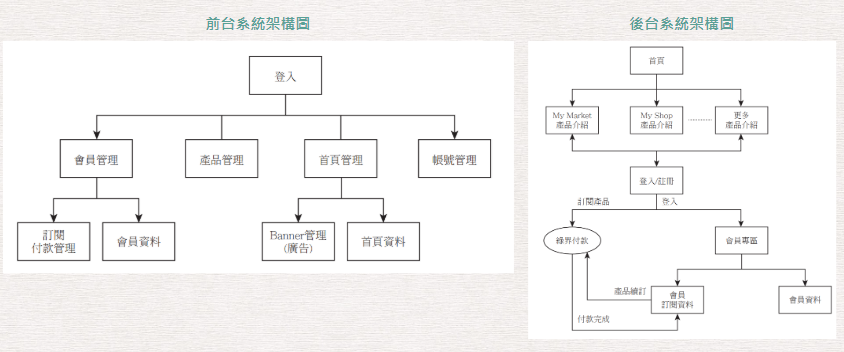 前台系統架構圖
登入
會員管理
產品管理
首頁管理
帳號管理
訂閱
付款管理
會員資料
Banner管理
(廣告)
首頁資料
後台系統架構圖
首頁
My Market
產品介紹
My Shop
產品介紹
更多
產品介紹
登入/註冊
訂閱產品
登入
綠界付款
會員專區
產品續訂
會員
訂閱資料
會員資料
付款完成